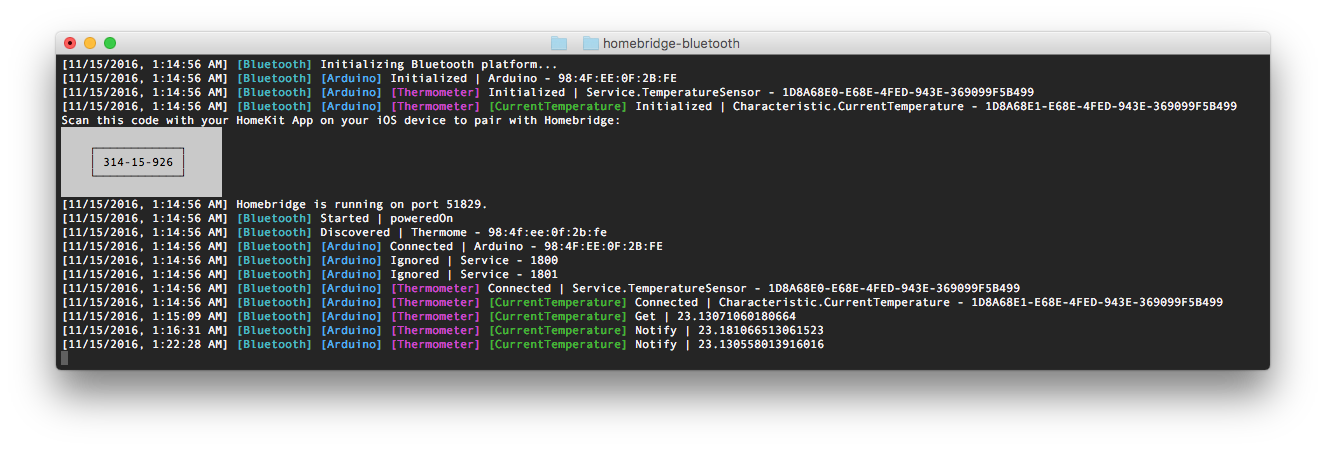 homebridge-bluetooth
[11/15/2016, 1:14:56 AM] [Bluetooth] Initializing Bluetooth platform...
[11/15/2016, 1:14:56 AM] [Bluetooth] [Arduino] Initialized | Arduino - 98:4F:EE:0F:2B:FE
[11/15/2016, 1:14:56 AM] [Bluetooth] [Arduino] [Thermometer] Initialized | Service.TemperatureSensor - 1D8A68E0-E68E-4FED-943E-369099F5B499
[11/15/2016, 1:14:56 AM] [Bluetooth] [Arduino] [Thermometer] [CurrentTemperature] Initialized | Characteristic.CurrentTemperature - 1D8A68E1-E68E-4FED-943E-369099F5B499
Scan this code with your HomeKit App on your iOS device to pair with Homebridge:
314-15-926
[11/15/2016, 1:14:56 AM] Homebridge is running on port 51829.
[11/15/2016, 1:14:56 AM] [Bluetooth] Started | poweredOn
[11/15/2016, 1:14:56 AM] [Bluetooth] Discovered | Thermome - 98:4f:ee:0f:2b:fe
[11/15/2016, 1:14:56 AM] [Bluetooth] [Arduino] Connected | Arduino - 98:4F:EE:0F:2B:FE
[11/15/2016, 1:14:56 AM] [Bluetooth] [Arduino] Ignored | Service - 1800
[11/15/2016, 1:14:56 AM] [Bluetooth] [Arduino] Ignored | Service - 1801
[11/15/2016, 1:14:56 AM] [Bluetooth] [Arduino] [Thermometer] Connected | Service.TemperatureSensor - 1D8A68E0-E68E-4FED-943E-369099F5B499
[11/15/2016, 1:14:56 AM] [Bluetooth] [Arduino] [Thermometer] [CurrentTemperature] Connected | Characteristic.CurrentTemperature - 1D8A68E1-E68E-4FED-943E-369099F5B499
[11/15/2016, 1:15:09 AM] [Bluetooth] [Arduino] [Thermometer] [CurrentTemperature] Get | 23.13071060180664
[11/15/2016, 1:16:31 AM] [Bluetooth] [Arduino] [Thermometer] [CurrentTemperature] Notify | 23.181066513061523
[11/15/2016, 1:22:28 AM] [Bluetooth] [Arduino] [Thermometer] [CurrentTemperature] Notify | 23.130558013916016